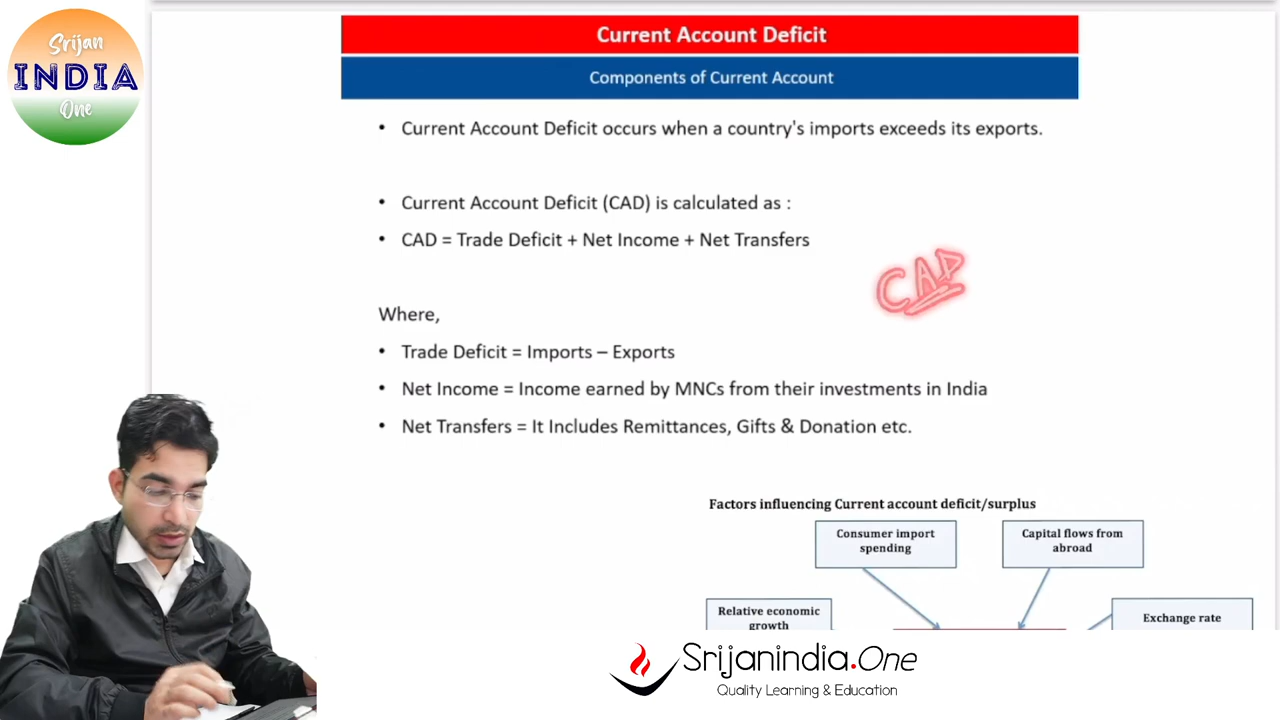 Srijan
INDIA
One
Current Account Deficit
Components of Current Account
• Current Account Deficit occurs when a country's imports exceeds its exports.
• Current Account Deficit (CAD) is calculated as :
• CAD = Trade Deficit + Net Income + Net Transfers
CAD
Where,
• Trade Deficit = Imports – Exports
• Net Income = Income earned by MNCs from their investments in India
• Net Transfers = It Includes Remittances, Gifts & Donation etc.
Factors influencing Current account deficit/surplus
Consumer import
spending
Capital flows from
abroad
Relative economic
growth
Exchange rate
Srijanindia.One
Quality Learning & Education